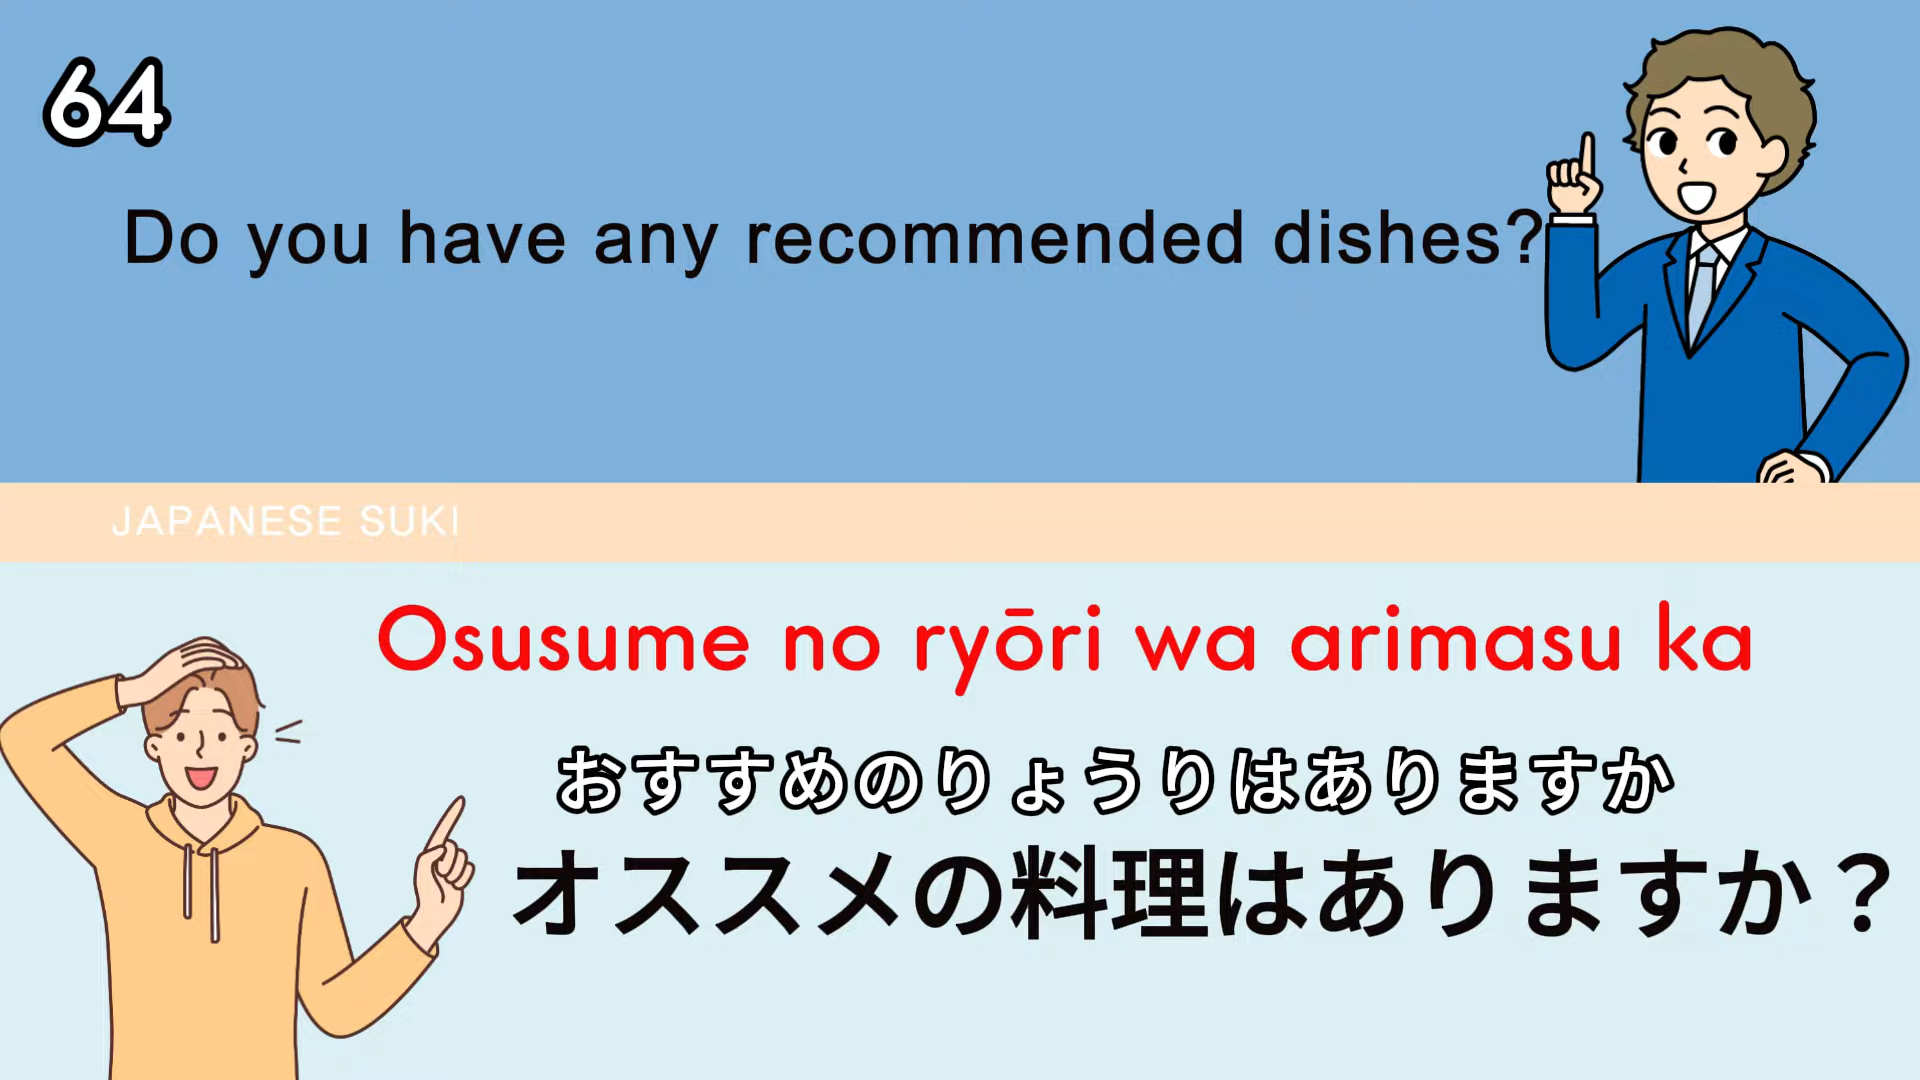 64
Do you have any recommended dishes?
JAPANESE SUKI
Osusume no ryōri wa arimasu ka
おすすめのりょうりはありますか
オススメの料理はありますか？